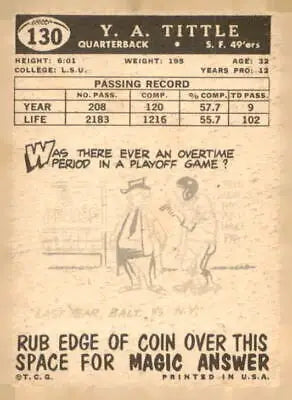 130
Y. A. TITTLE
QUARTERBACK • S. F. 49'ers
HEIGHT: 6:01 WEIGHT: 195 AGE: 32
COLLEGE: L.S.U. YEARS PRO: 12
PASSING RECORD
NO. PASS. COMP. % COMP. TD PASS.
YEAR 208 120 57.7 9
LIFE 2183 1216 55.7 102
WAS THERE EVER AN OVERTIME
PERIOD IN A PLAYOFF GAME?
LAST YEAR, BALT. VS N.Y.
RUB EDGE OF COIN OVER THIS
SPACE FOR MAGIC ANSWER
©T.C.G. PRINTED IN U.S.A.